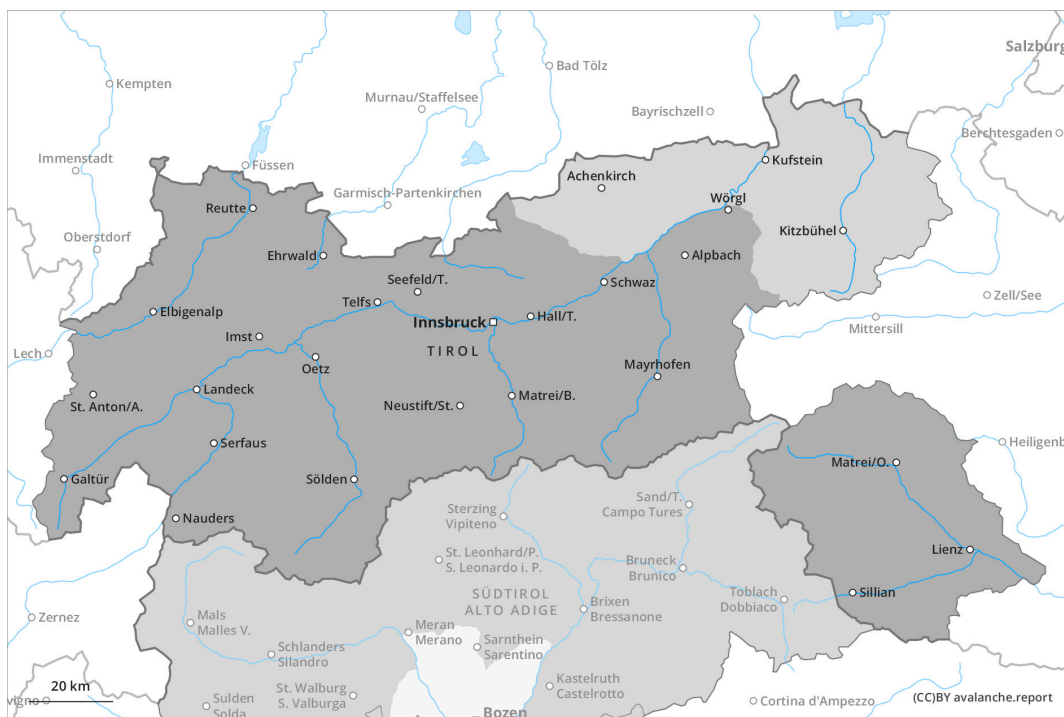 Salzburg
Kempten
Bad Tölz
Murnau/Staffelsee
Bayrischzell
Berchtesgaden
Immenstadt
Füssen
Kufstein
Achenkirch
Garmisch-Partenkirchen
Reutte
Wörgl
Kitzbühel
Oberstdorf
Ehrwald
Alpbach
Seefeld/T.
Schwaz
Zell/See
Telfs
Elbigenalp
Innsbruck
Hall/T.
Mittersill
Imst
TIROL
Lech
Oetz
Mayrhofen
Landeck
St. Anton/A.
Neustift/St.
Matrei/B.
Serfaus
Heiligenb
Matrei/O.
Galtür
Sölden
Sand/T.
Campo Tures
Sterzing
Vipiteno
Nauders
Lienz
St. Leonhard/P.
S. Leonardo i. P.
Bruneck
Brunico
SÜDTIROL
ALTO ADIGE
Sillian
Toblach
Dobbiaco
Brixen
Bressanone
Zernez
Mals
Malles V.
Meran
Merano
Sarnthein
Sarentino
Schlanders
Silandro
Kastelruth
Castelrotto
St. Walburg
S. Valburga
20 km
vigno
Sulden
Solda
Cortina d'Ampezzo
(CC)BY avalanche.report
Bozen